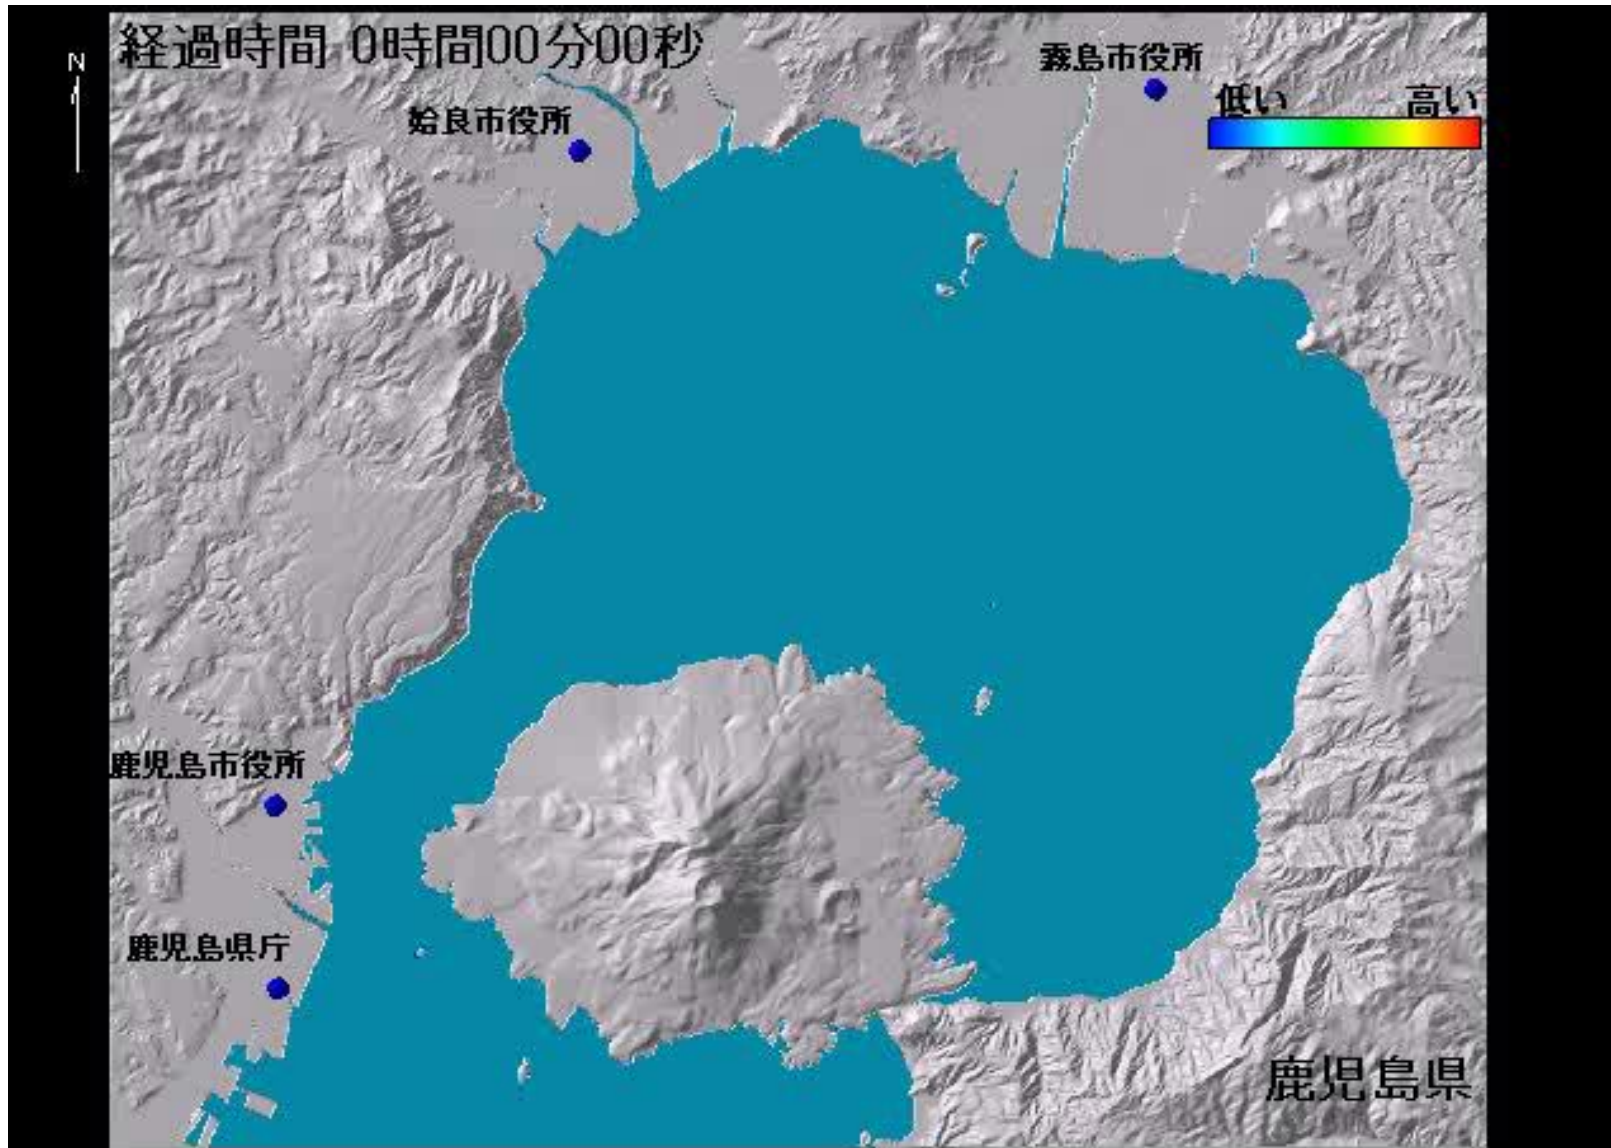 経過時間 0時間00分00秒
N
霧島市役所
低い 高い
姶良市役所
鹿児島市役所
鹿児島県庁
鹿児島県